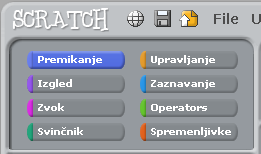 SCRATCH File
Premikanje Upravljanje
Izgled Zaznavanje
Zvok Operators
Svinčnik Spremenljivke